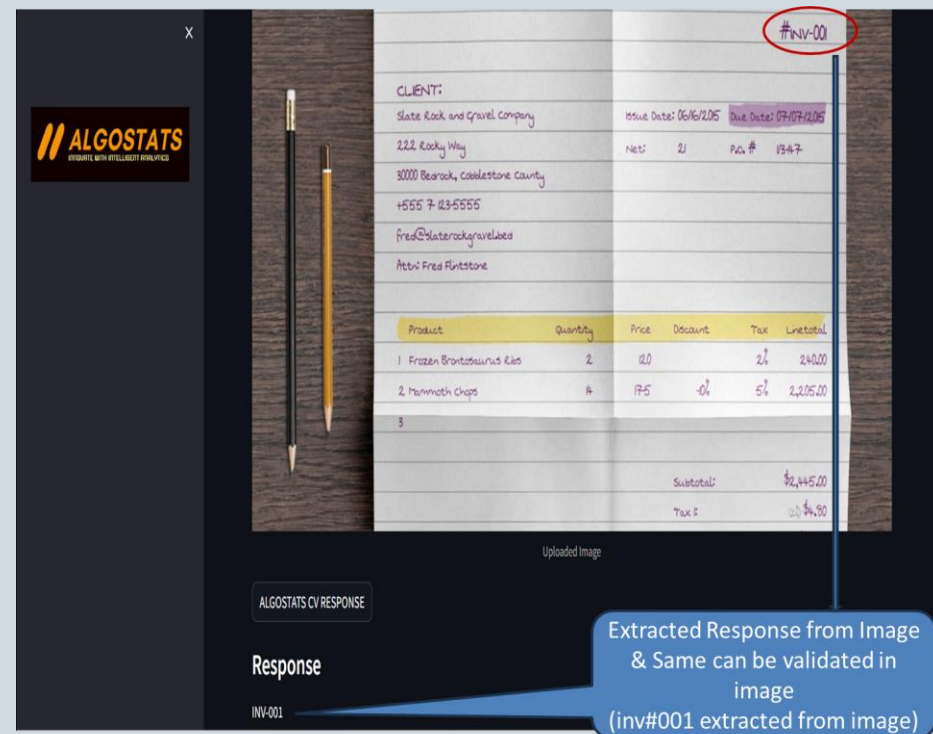 X
ALGOSTATS
INNOVATE WITH INTELLIGENT ANALYTICS
#INV-001
CLIENT:
Slate Rock and Gravel Company Issue Date: 06/16/2015 Due Date: 07/07/2015
222 Rocky Way Net: 21 P.O. # 1/3-47
30000 Bedrock, Cobblestone County
+555 7-123-5555
fred@slaterockgravel.bed
Attn: Fred Flintstone
Product Quantity Price Discount Tax Linetotal
1 Frozen Brontosaurus Ribs 2 120 2% 240.00
2 Mammoth Chops 14 175 -0% 5% 2,205.00
3
Subtotal: $2,445.00
Tax $4.80
Uploaded Image
ALGOSTATS CV RESPONSE
Response
INV-001
Extracted Response from Image
& Same can be validated in
image
(inv#001 extracted from image)